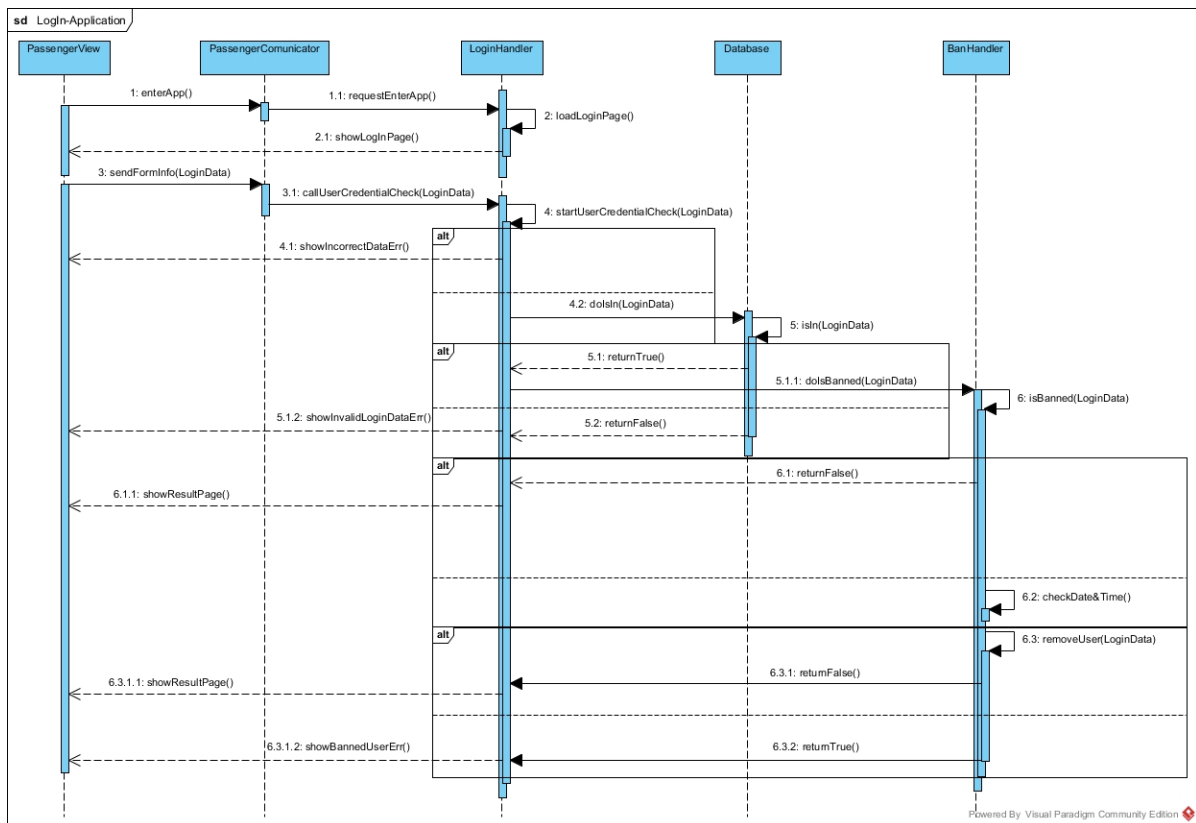 sd LogIn-Application
PassengerView PassengerComunicator LoginHandler Database BanHandler
1: enterApp()
1.1: requestEnterApp()
2: loadLoginPage()
2.1: showLogInPage()
3: sendFormInfo(LoginData)
3.1: callUserCredentialCheck(LoginData)
4: startUserCredentialCheck(LoginData)
alt
4.1: showIncorrectDataErr()
4.2: doIsIn(LoginData)
5: isIn(LoginData)
alt
5.1: returnTrue()
5.1.1: doIsBanned(LoginData)
6: isBanned(LoginData)
5.1.2: showInvalidLoginDataErr()
5.2: returnFalse()
alt
6.1: returnFalse()
6.1.1: showResultPage()
6.2: checkDate&Time()
alt
6.3: removeUser(LoginData)
6.3.1: returnFalse()
6.3.1.1: showResultPage()
6.3.1.2: showBannedUserErr()
6.3.2: returnTrue()
Powered By Visual Paradigm Community Edition